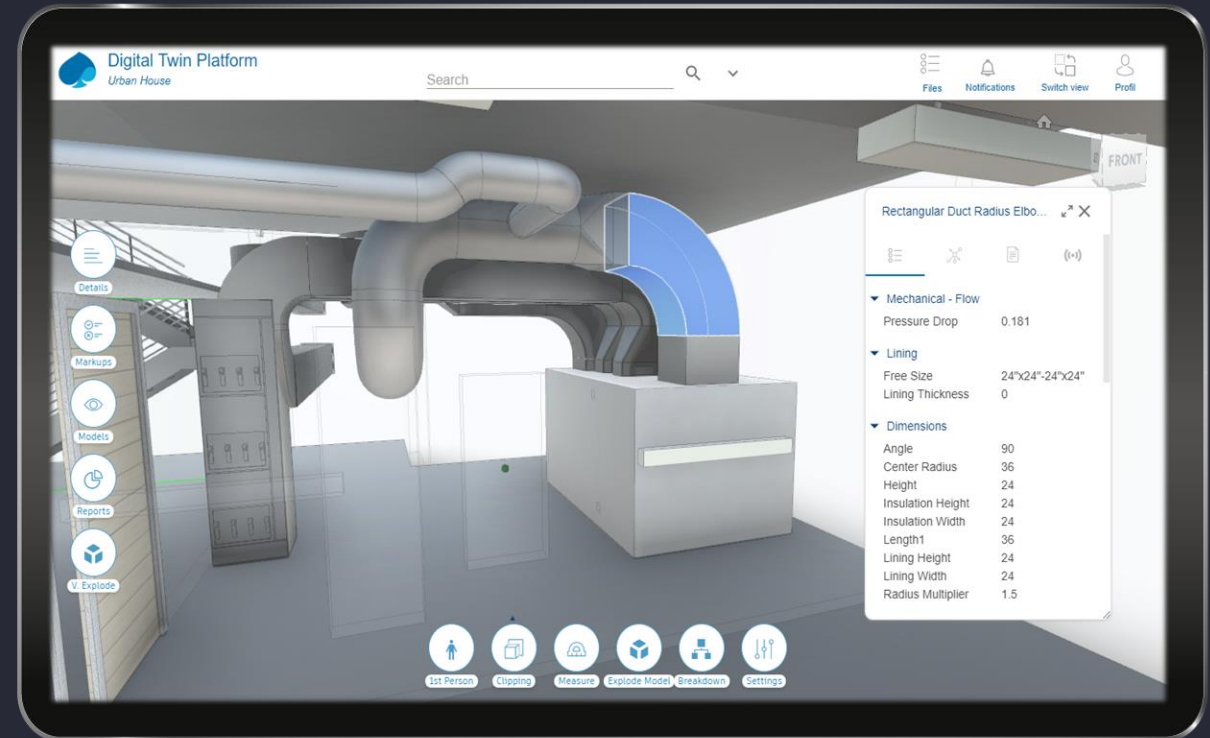 Digital Twin Platform
Urban House
Search
Files
Notifications
Switch view
Profil
FRONT
Rectangular Duct Radius Elbo...
Details
Markups
Models
Reports
V. Explode
Mechanical - Flow
Pressure Drop 0.181
Lining
Free Size 24"x24"-24"x24"
Lining Thickness 0
Dimensions
Angle 90
Center Radius 36
Height 24
Insulation Height 24
Insulation Width 24
Length1 36
Lining Height 24
Lining Width 24
Radius Multiplier 1.5
1st Person
Clipping
Measure
Explode Model
Breakdown
Settings